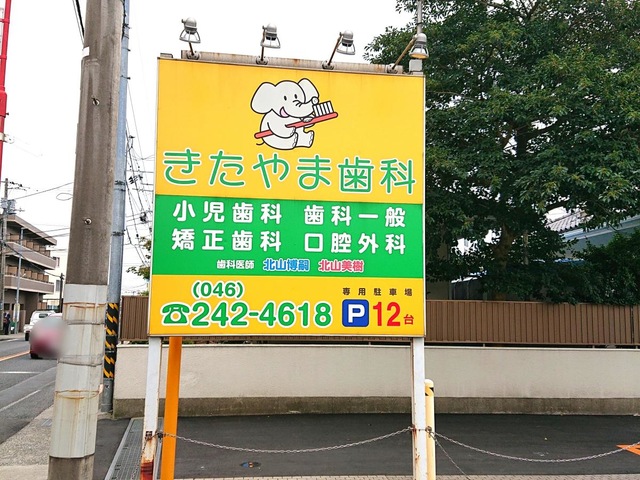 きたやま歯科
小児歯科 歯科一般
矯正歯科 口腔外科
歯科医師 北山博嗣 北山美樹
(046)
☎242-4618
専用駐車場
P12台